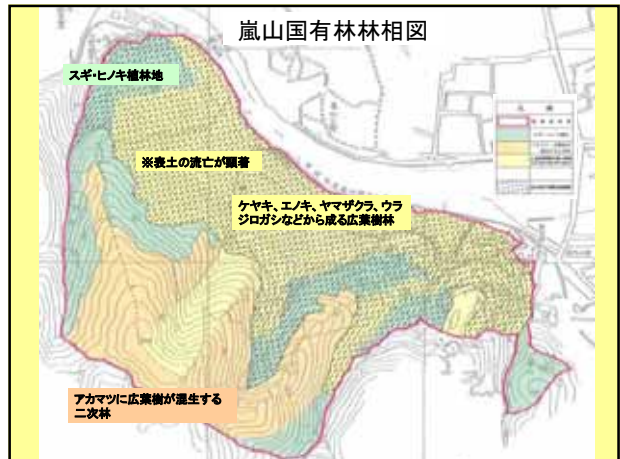 嵐山国有林林相図
スギ・ヒノキ植林地
※表土の流亡が顕著
ケヤキ、エノキ、ヤマザクラ、ウラ
ジロガシなどから成る広葉樹林
アカマツに広葉樹が混生する
二次林